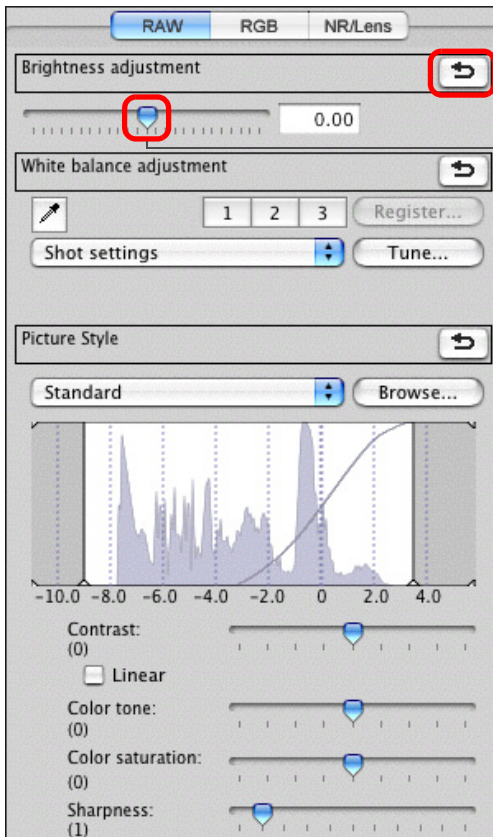 RAW RGB NR/Lens
Brightness adjustment
0.00
White balance adjustment
1 2 3 Register...
Shot settings Tune...
Picture Style
Standard Browse...
-10.0 -8.0 -6.0 -4.0 -2.0 0 2.0 4.0
Contrast:
(0)
Linear
Color tone:
(0)
Color saturation:
(0)
Sharpness:
(1)